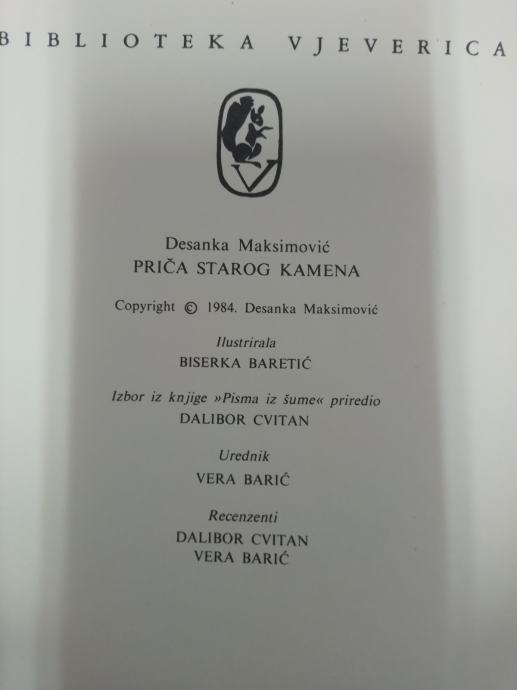 BIBLIOTEKA VJEVERICA
V
Desanka Maksimović
PRIČA STAROG KAMENA
Copyright © 1984. Desanka Maksimović
Ilustrirala
BISERKA BARETIĆ
Izbor iz knjige »Pisma iz šume« priredio
DALIBOR CVITAN
Urednik
VERA BARIĆ
Recenzenti
DALIBOR CVITAN
VERA BARIĆ